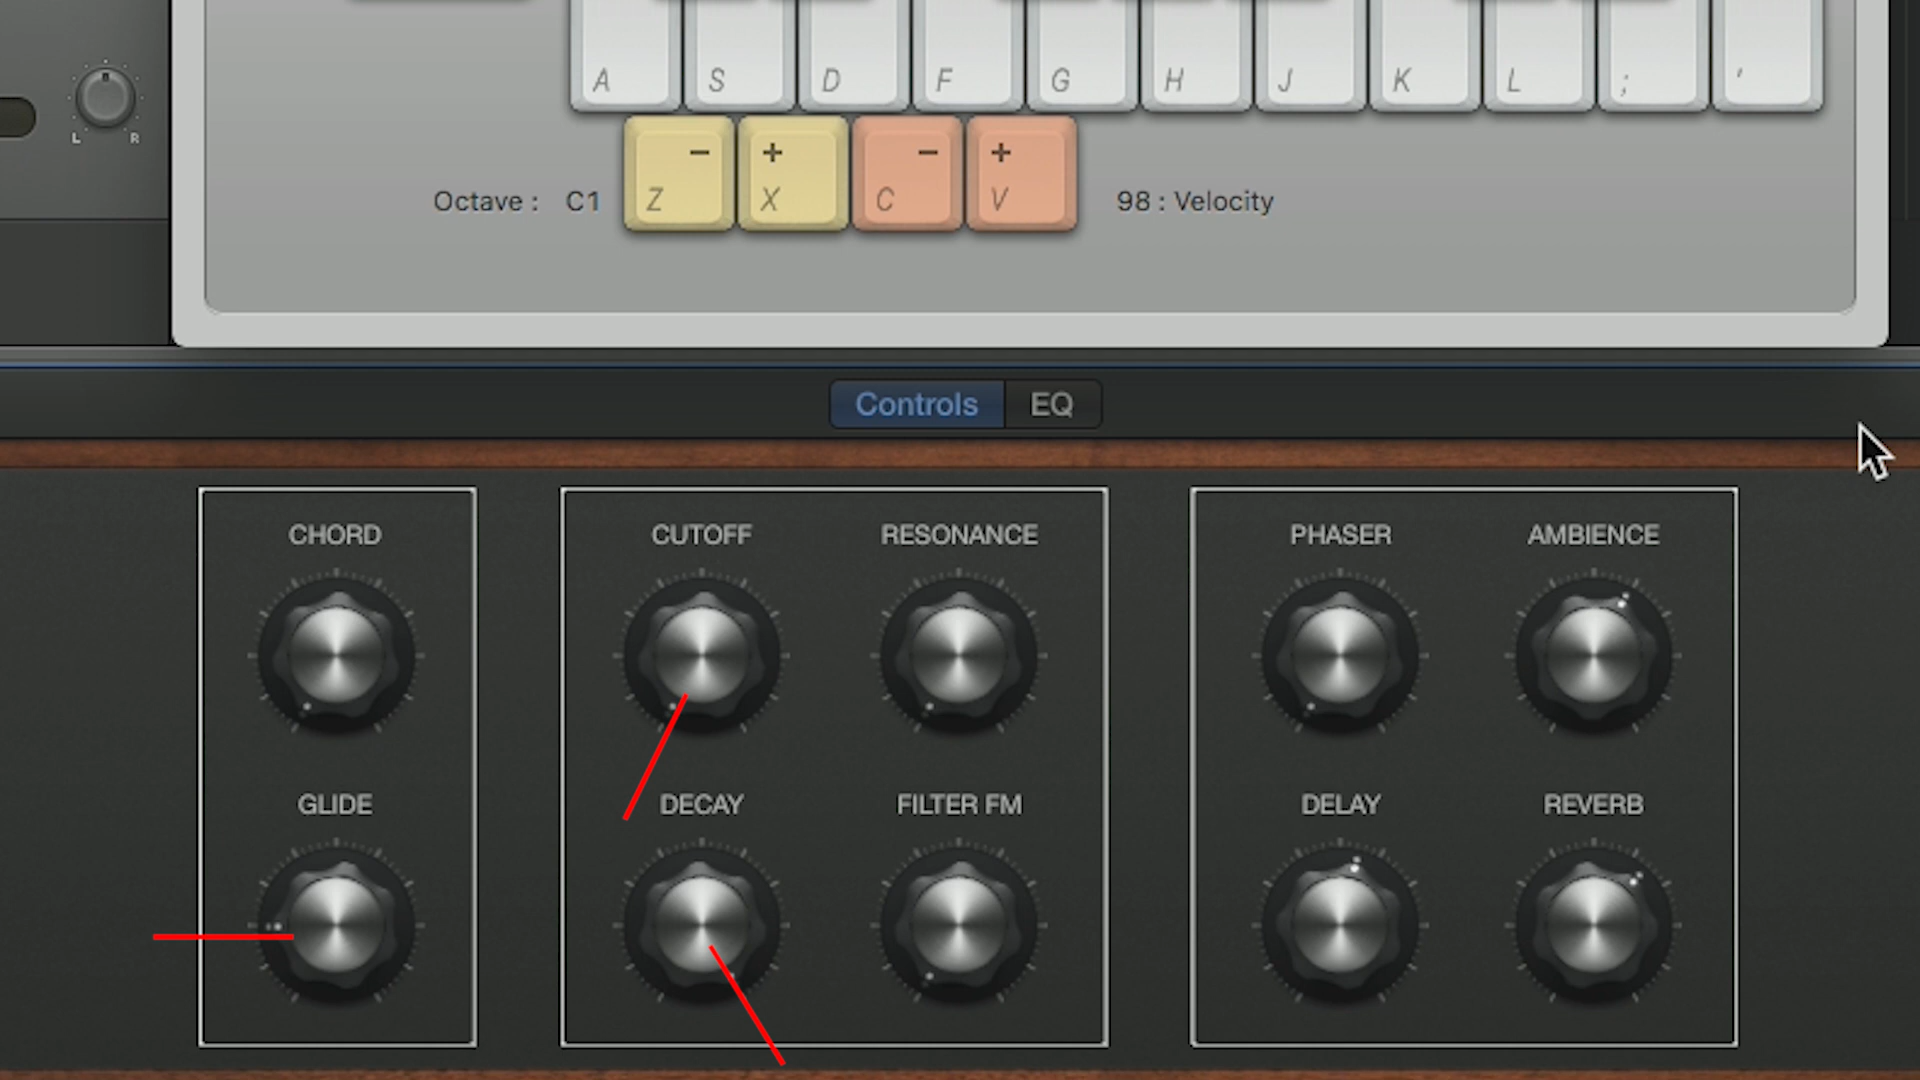 A S D F G H J K L ; '
L R
− + − +
Z X C V
Octave : C1
98 : Velocity
Controls EQ
CHORD CUTOFF RESONANCE PHASER AMBIENCE
GLIDE DECAY FILTER FM DELAY REVERB